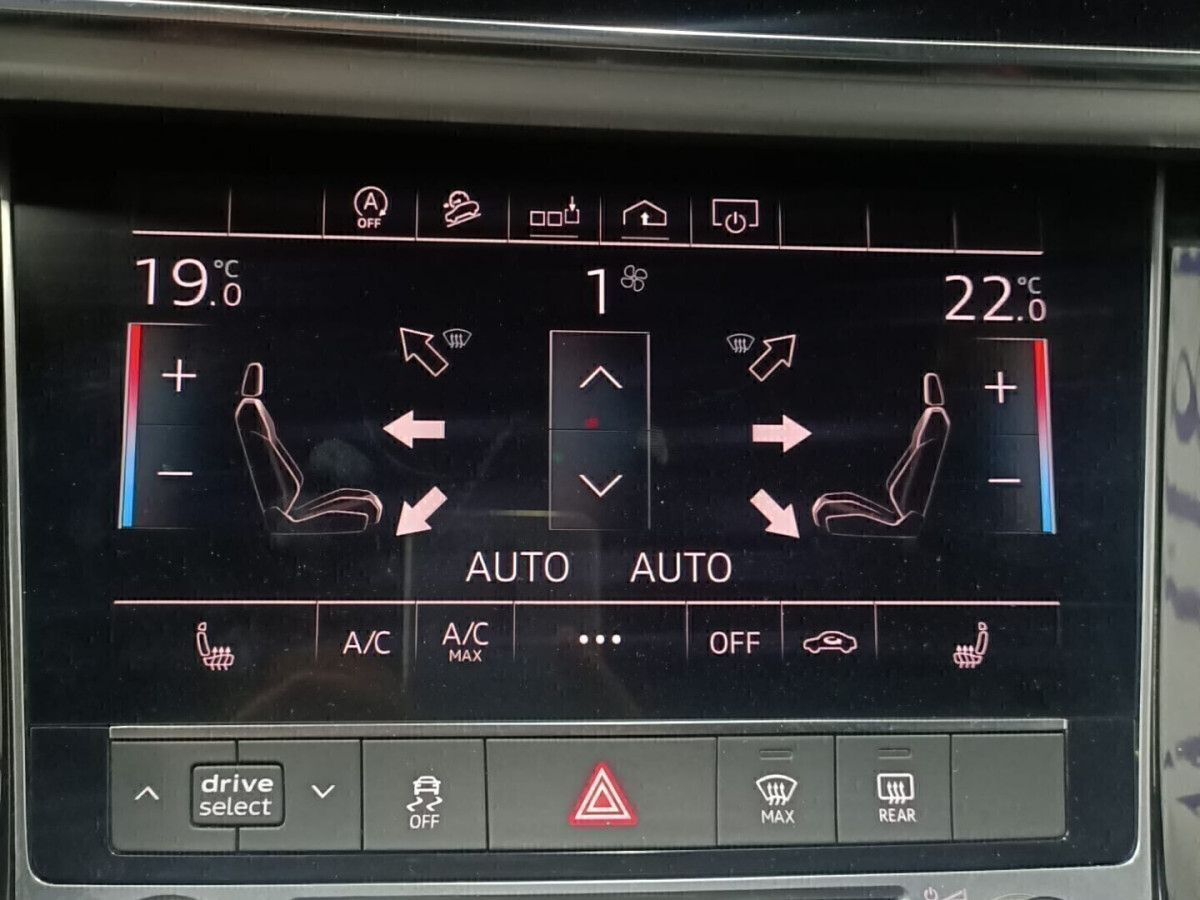 A
OFF
19.0 °C
1
22.0 °C
+
+
−
−
AUTO AUTO
A/C
A/C
MAX
•••
OFF
drive
select
OFF
MAX
REAR